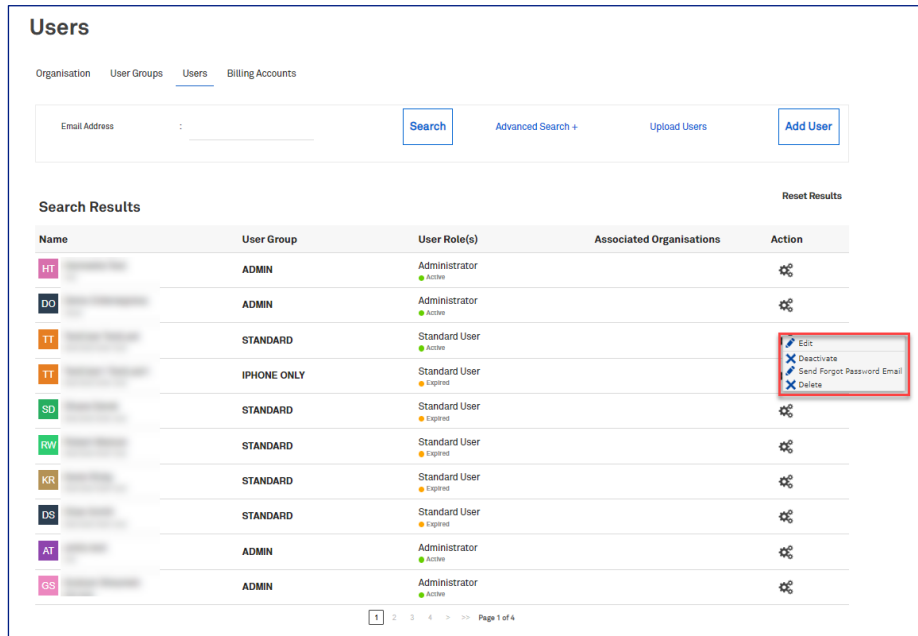 Users
Organisation User Groups Users Billing Accounts
Email Address : Search Advanced Search + Upload Users Add User
Reset Results
Search Results
Name User Group User Role(s) Associated Organisations Action
HT ADMIN Administrator
Active
DO ADMIN Administrator
Active
TT STANDARD Standard User
Active
Edit
Deactivate
Send Forgot Password Email
Delete
TT IPHONE ONLY Standard User
Expired
SD STANDARD Standard User
Expired
RW STANDARD Standard User
Expired
KR STANDARD Standard User
Expired
DS STANDARD Standard User
Expired
AT ADMIN Administrator
Active
GS ADMIN Administrator
Active
1 2 3 4 > >> Page 1 of 4